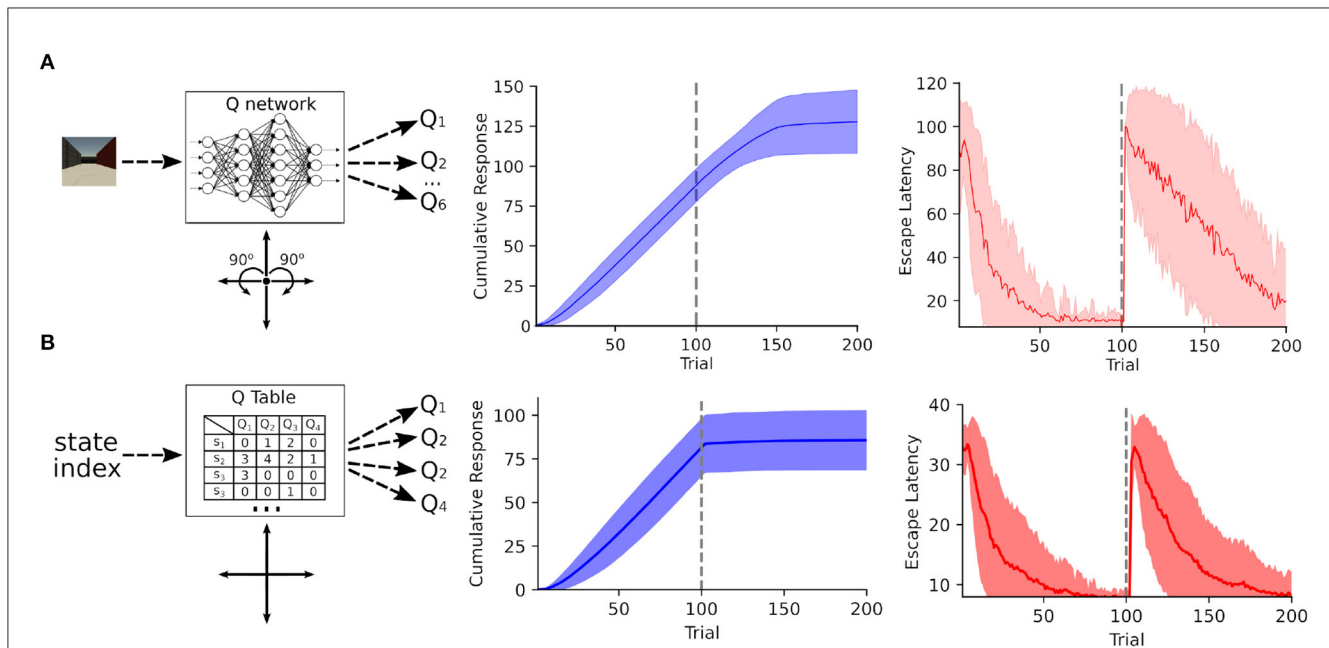 A
Q network
Q1
Q2
...
Q6
90º 90º
Cumulative Response
150
125
100
75
50
25
0
50 100 150 200
Trial
Escape Latency
120
100
80
60
40
20
50 100 150 200
Trial
B
state
index
Q Table
Q1 Q2 Q3 Q4
s1 0 1 2 0
s2 3 4 2 1
s3 3 0 0 0
s3 0 0 1 0
...
Q1
Q2
Q2
Q4
Cumulative Response
100
75
50
25
0
50 100 150 200
Trial
Escape Latency
40
30
20
10
50 100 150 200
Trial